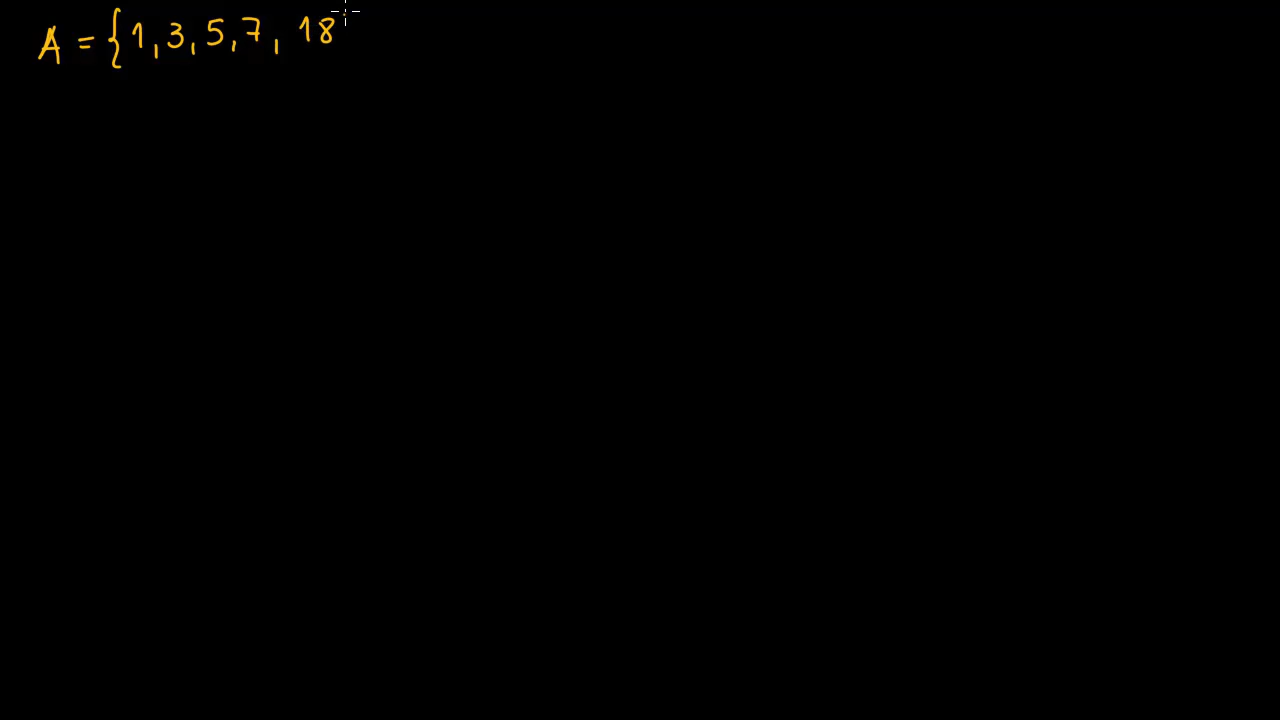 A = {1, 3, 5, 7, 18